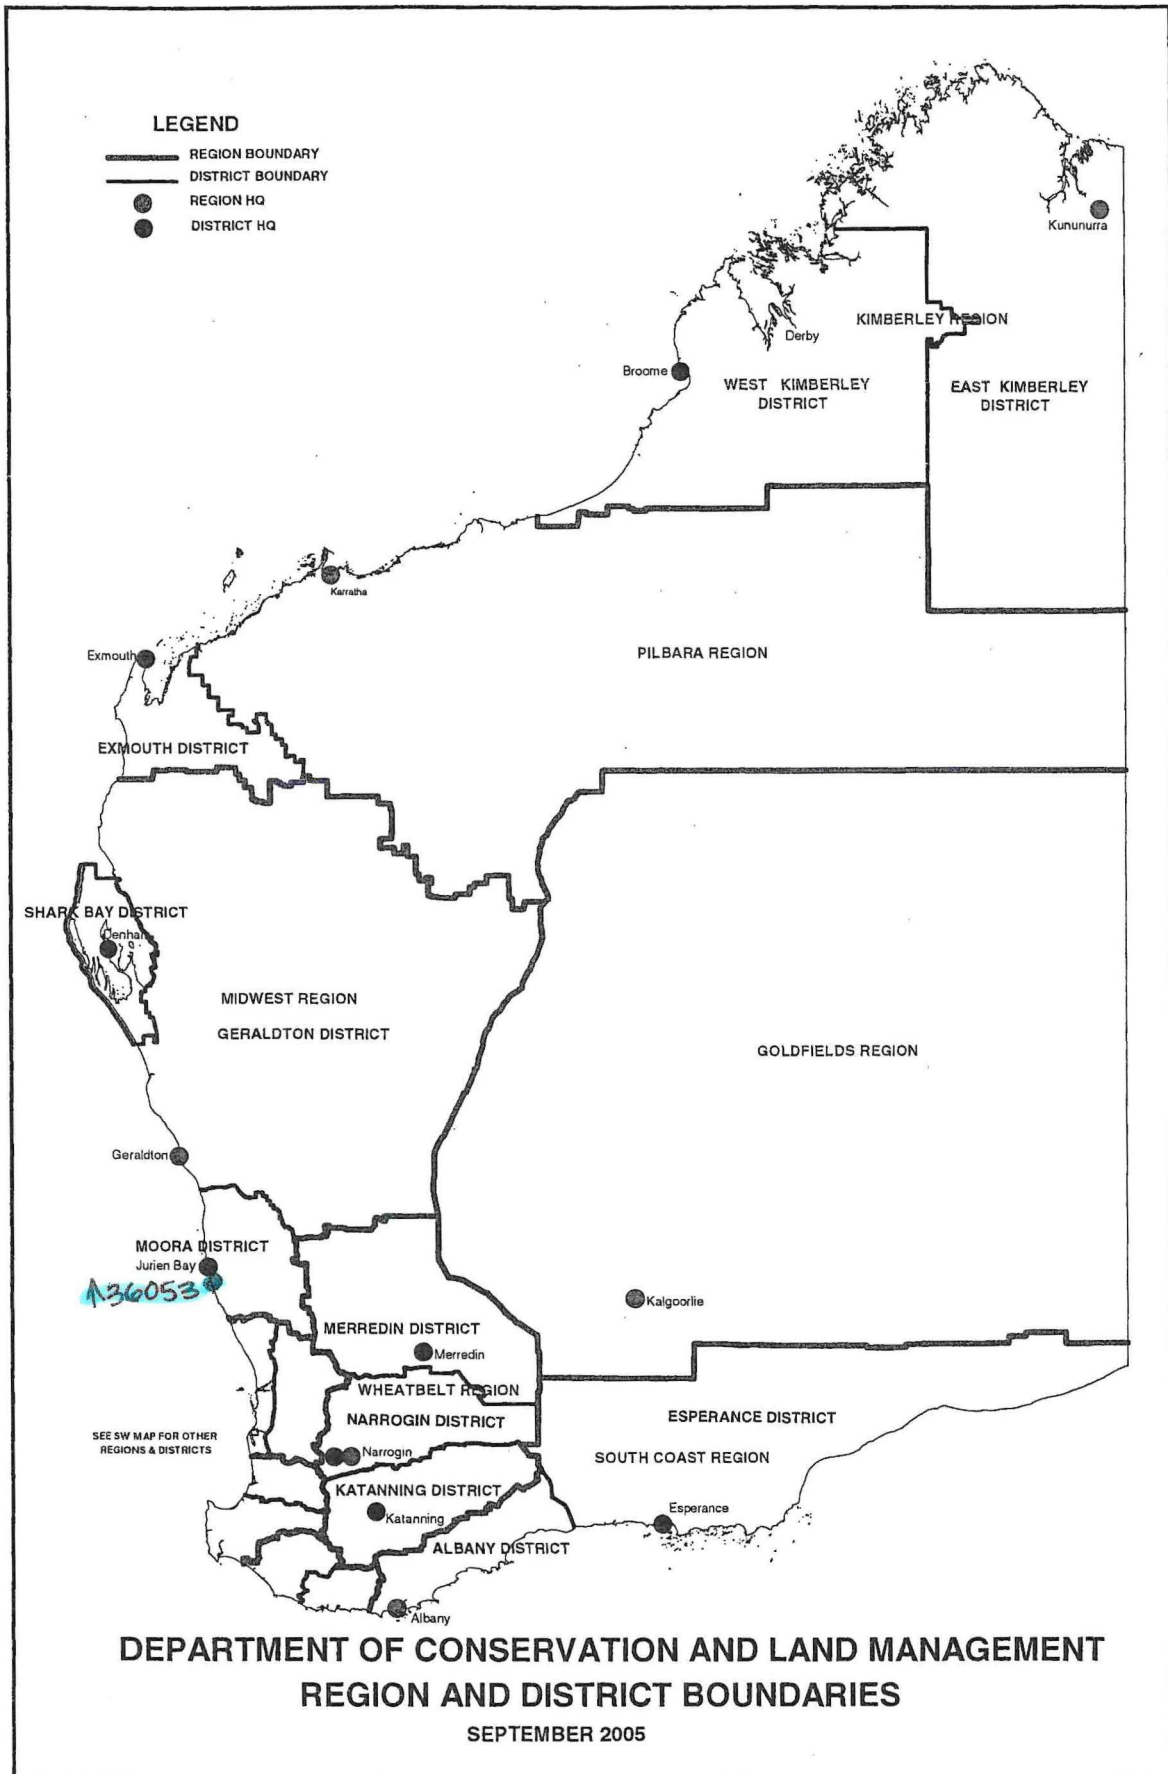 LEGEND
REGION BOUNDARY
DISTRICT BOUNDARY
REGION HQ
DISTRICT HQ
Kununurra
KIMBERLEY REGION
Derby
Broome
WEST KIMBERLEY
DISTRICT
EAST KIMBERLEY
DISTRICT
Karratha
Exmouth
PILBARA REGION
EXMOUTH DISTRICT
SHARK BAY DISTRICT
Denham
MIDWEST REGION
GERALDTON DISTRICT
GOLDFIELDS REGION
Geraldton
MOORA DISTRICT
Jurien Bay
36053
Kalgoorlie
MERREDIN DISTRICT
Merredin
WHEATBELT REGION
NARROGIN DISTRICT
ESPERANCE DISTRICT
SEE SW MAP FOR OTHER
REGIONS & DISTRICTS
Narrogin
SOUTH COAST REGION
KATANNING DISTRICT
Katanning
Esperance
ALBANY DISTRICT
Albany
DEPARTMENT OF CONSERVATION AND LAND MANAGEMENT
REGION AND DISTRICT BOUNDARIES
SEPTEMBER 2005